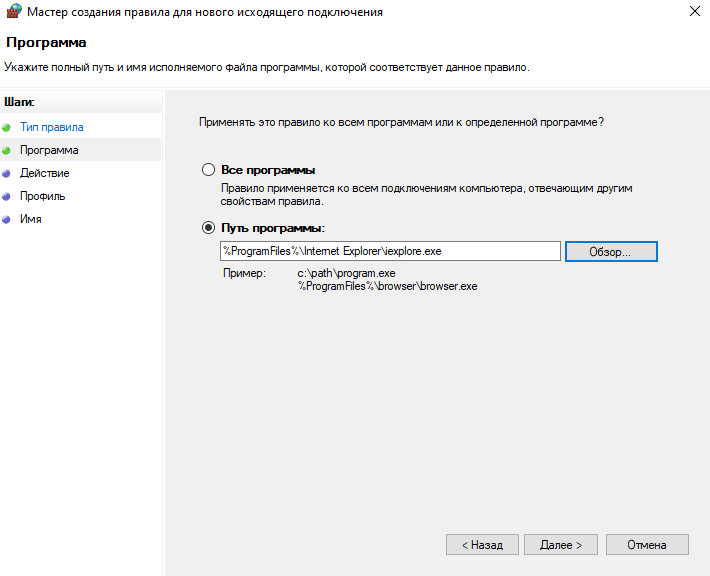 Мастер создания правила для нового исходящего подключения
Программа
Укажите полный путь и имя исполняемого файла программы, которой соответствует данное правило.
Шаги:
Тип правила
Программа
Действие
Профиль
Имя
Применять это правило ко всем программам или к определенной программе?
Все программы
Правило применяется ко всем подключениям компьютера, отвечающим другим
свойствам правила.
Путь программы:
%ProgramFiles%\Internet Explorer\iexplore.exe
Обзор...
Пример: c:\path\program.exe
%ProgramFiles%\browser\browser.exe
< Назад
Далее >
Отмена